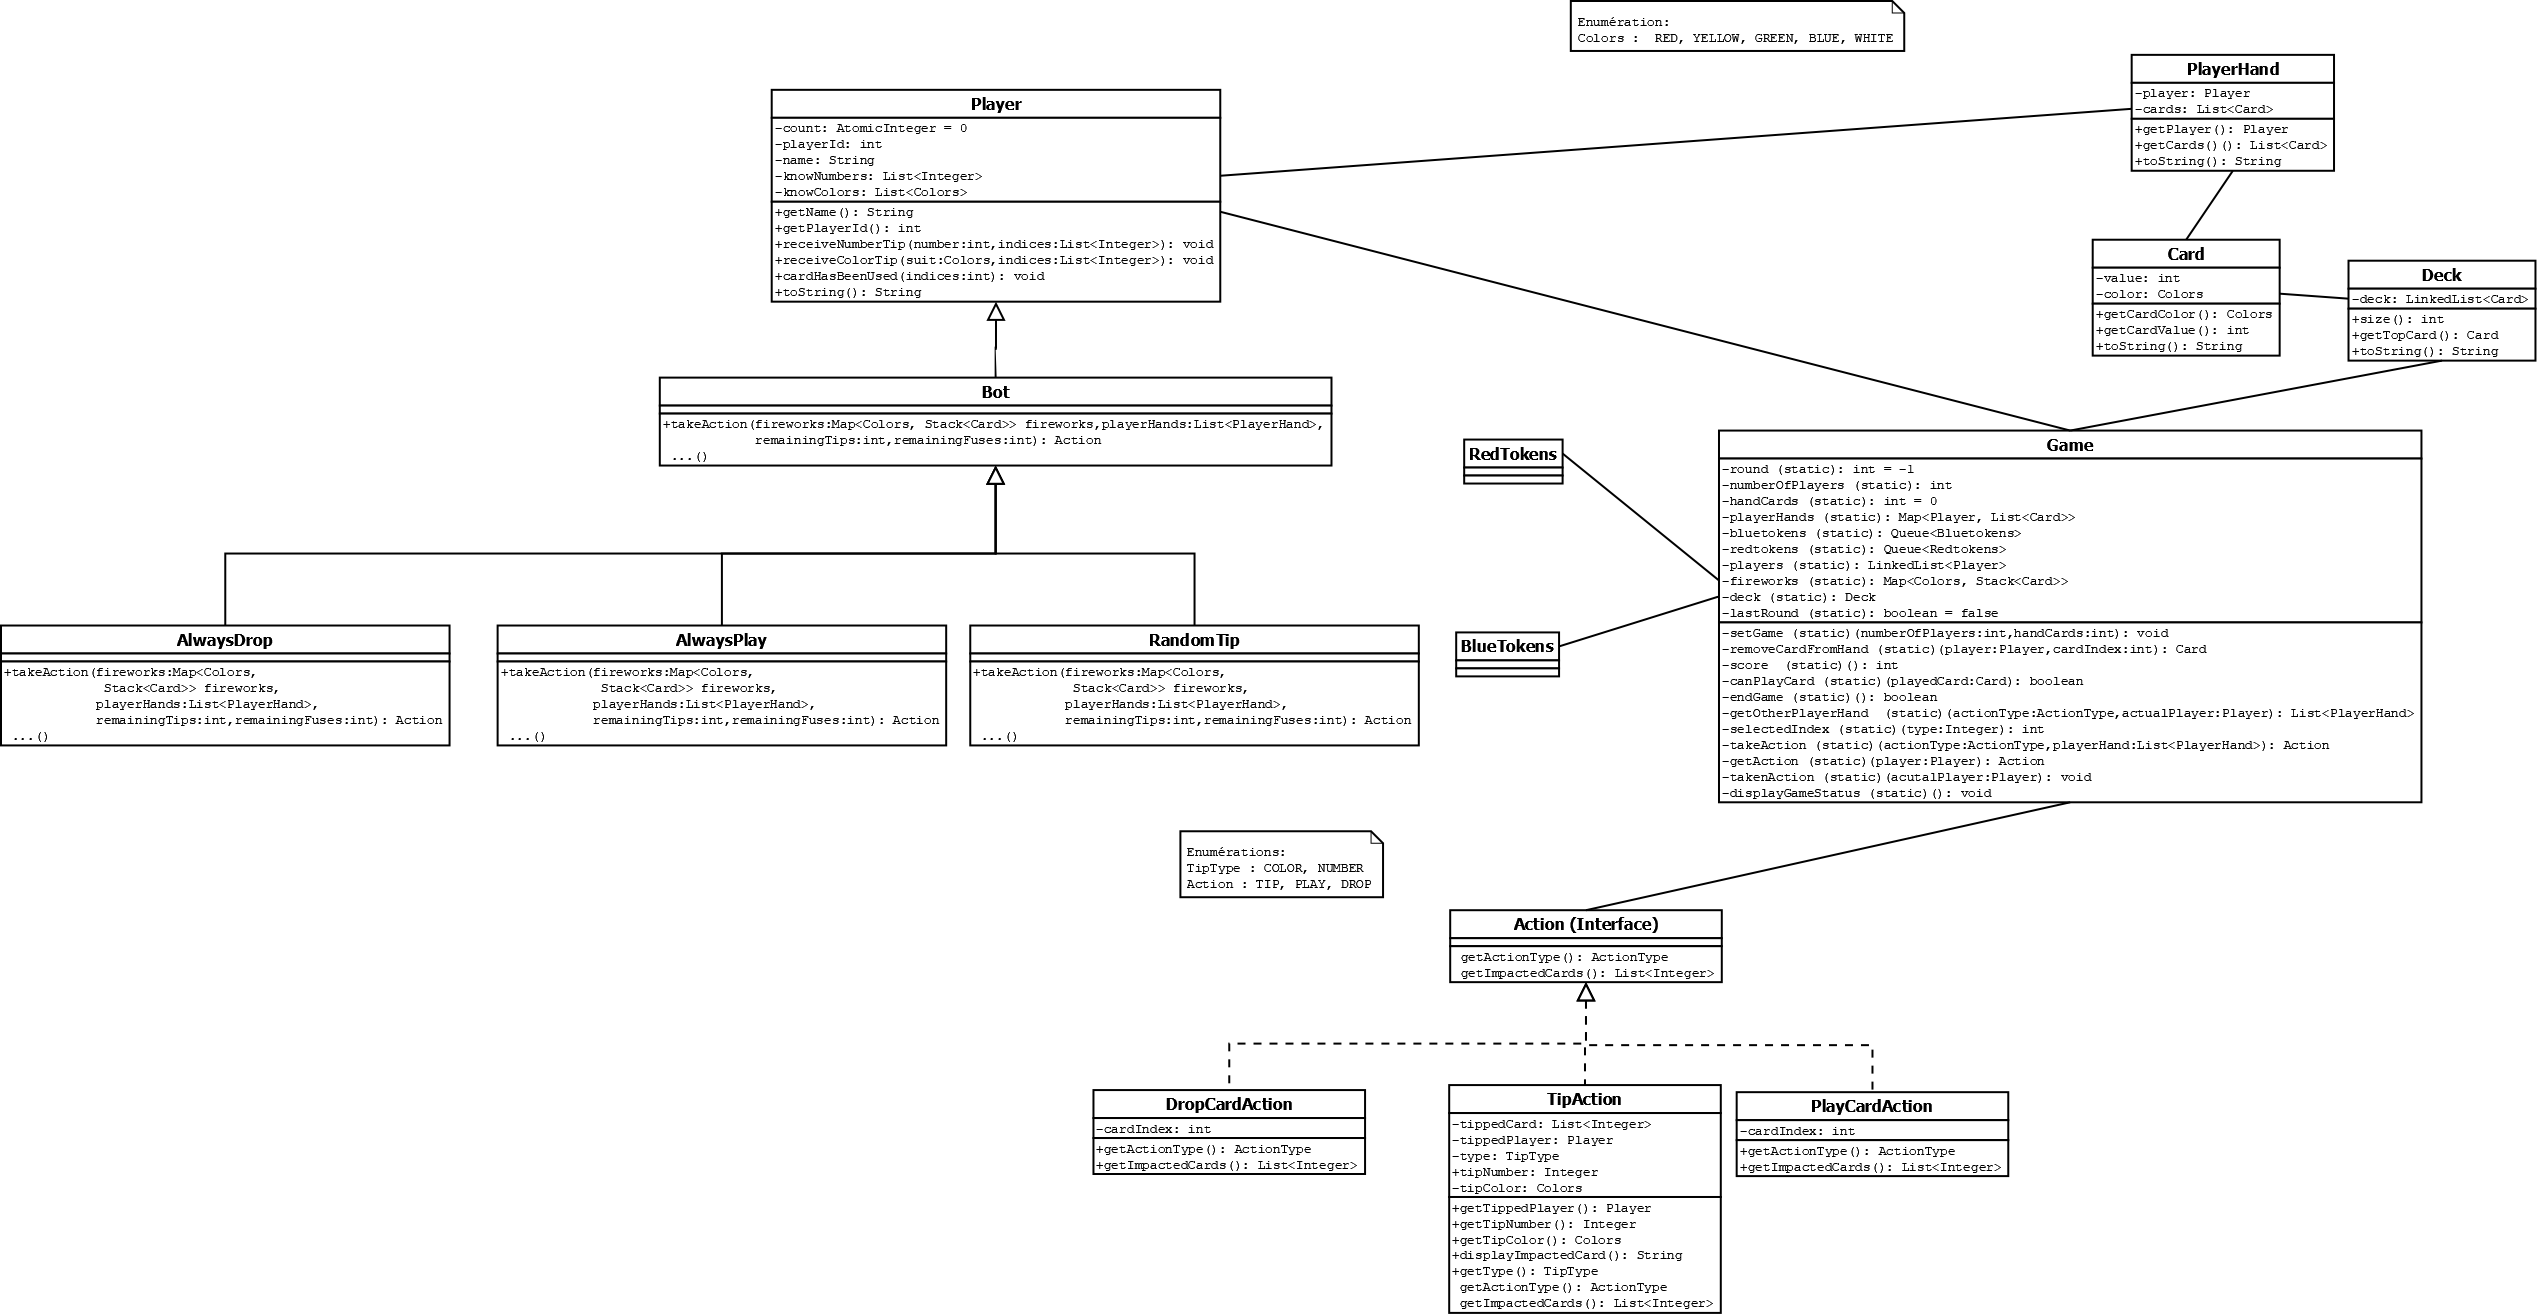 Enumération:
Colors :  RED, YELLOW, GREEN, BLUE, WHITE
PlayerHand
-player: Player
-cards: List<Card>
+getPlayer(): Player
+getCards()(): List<Card>
+toString(): String
Player
-count: AtomicInteger = 0
-playerId: int
-name: String
-knowNumbers: List<Integer>
-knowColors: List<Colors>
+getName(): String
+getPlayerId(): int
+receiveNumberTip(number:int,indices:List<Integer>): void
+receiveColorTip(suit:Colors,indices:List<Integer>): void
+cardHasBeenUsed(indices:int): void
+toString(): String
Card
-value: int
-color: Colors
+getCardColor(): Colors
+getCardValue(): int
+toString(): String
Deck
-deck: LinkedList<Card>
+size(): int
+getTopCard(): Card
+toString(): String
Bot
+takeAction(fireworks:Map<Colors, Stack<Card>> fireworks,playerHands:List<PlayerHand>,
remainingTips:int,remainingFuses:int): Action
...()
RedTokens
BlueTokens
Game
-round (static): int = -1
-numberOfPlayers (static): int
-handCards (static): int = 0
-playerHands (static): Map<Player, List<Card>>
-bluetokens (static): Queue<Bluetokens>
-redtokens (static): Queue<Redtokens>
-players (static): LinkedList<Player>
-fireworks (static): Map<Colors, Stack<Card>>
-deck (static): Deck
-lastRound (static): boolean = false
-setGame (static)(numberOfPlayers:int,handCards:int): void
-removeCardFromHand (static)(player:Player,cardIndex:int): Card
-score  (static)(): int
-canPlayCard (static)(playedCard:Card): boolean
-endGame (static)(): boolean
-getOtherPlayerHand  (static)(actionType:ActionType,actualPlayer:Player): List<PlayerHand>
-selectedIndex (static)(type:Integer): int
-takeAction (static)(actionType:ActionType,playerHand:List<PlayerHand>): Action
-getAction (static)(player:Player): Action
-takenAction (static)(acutalPlayer:Player): void
-displayGameStatus (static)(): void
AlwaysDrop
+takeAction(fireworks:Map<Colors,
Stack<Card>> fireworks,
playerHands:List<PlayerHand>,
remainingTips:int,remainingFuses:int): Action
...()
AlwaysPlay
+takeAction(fireworks:Map<Colors,
Stack<Card>> fireworks,
playerHands:List<PlayerHand>,
remainingTips:int,remainingFuses:int): Action
...()
RandomTip
+takeAction(fireworks:Map<Colors,
Stack<Card>> fireworks,
playerHands:List<PlayerHand>,
remainingTips:int,remainingFuses:int): Action
...()
Enumérations:
TipType : COLOR, NUMBER
Action : TIP, PLAY, DROP
Action (Interface)
getActionType(): ActionType
getImpactedCards(): List<Integer>
DropCardAction
-cardIndex: int
+getActionType(): ActionType
+getImpactedCards(): List<Integer>
TipAction
-tippedCard: List<Integer>
-tippedPlayer: Player
-type: TipType
+tipNumber: Integer
-tipColor: Colors
+getTippedPlayer(): Player
+getTipNumber(): Integer
+getTipColor(): Colors
+displayImpactedCard(): String
+getType(): TipType
getActionType(): ActionType
getImpactedCards(): List<Integer>
PlayCardAction
-cardIndex: int
+getActionType(): ActionType
+getImpactedCards(): List<Integer>